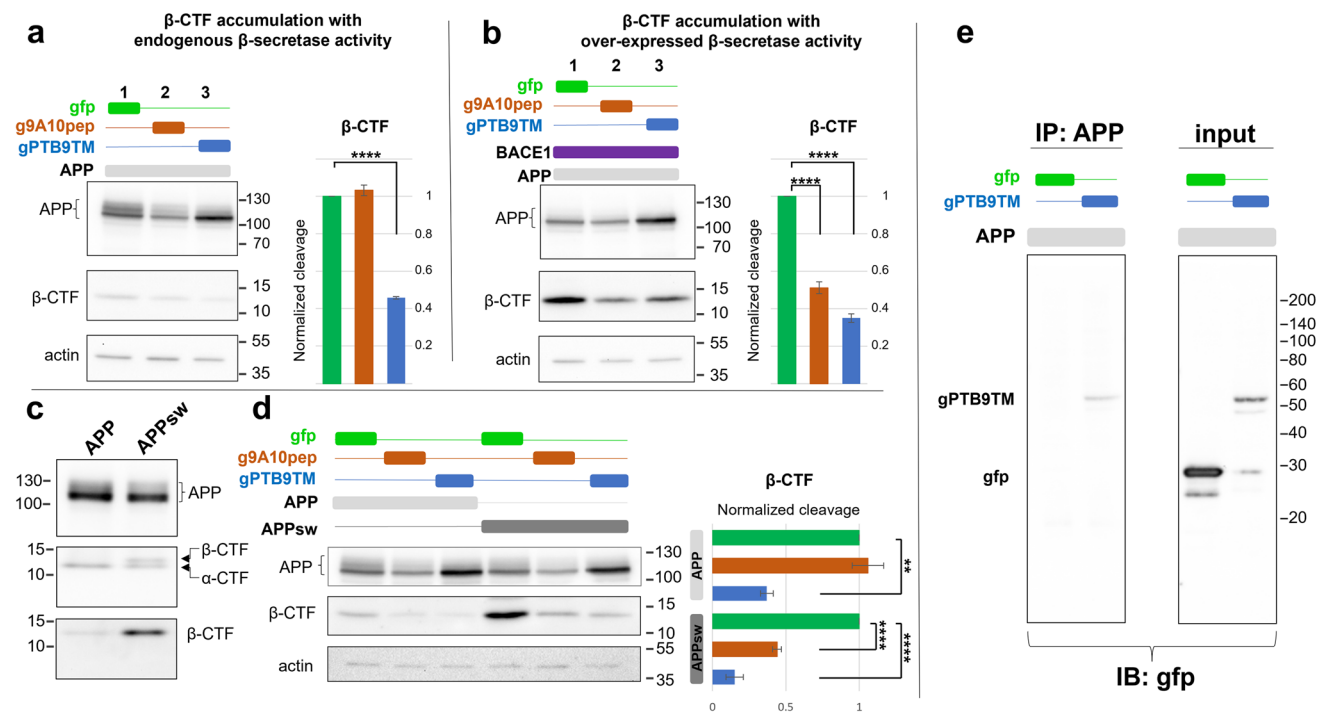 a
β-CTF accumulation with
endogenous β-secretase activity
1 2 3
gfp
g9A10pep
gPTB9TM
APP
APP
130
100
70
β-CTF
15
10
actin
55
35
β-CTF
****
Normalized cleavage
1
0.8
0.6
0.4
0.2
b
β-CTF accumulation with
over-expressed β-secretase activity
1 2 3
gfp
g9A10pep
gPTB9TM
BACE1
APP
APP
130
100
70
β-CTF
15
10
actin
55
35
β-CTF
****
****
Normalized cleavage
1
0.8
0.6
0.4
0.2
c
APP APPsw
130
100
APP
15
10
β-CTF
α-CTF
15
10
β-CTF
d
gfp
g9A10pep
gPTB9TM
APP
APPsw
APP
130
100
β-CTF
15
10
actin
55
35
β-CTF
Normalized cleavage
APP
**
APPsw
****
****
0 0.5 1
e
IP: APP input
gfp
gPTB9TM
APP
200
140
100
80
60
50
40
30
20
gPTB9TM
gfp
IB: gfp